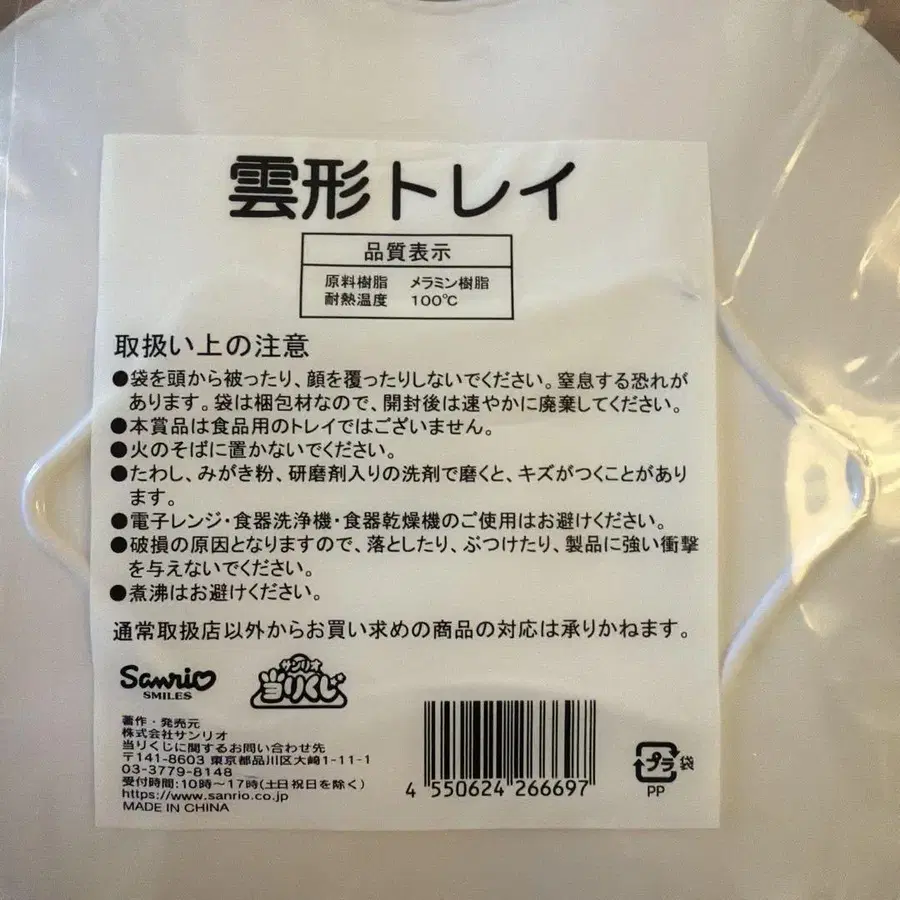 雲形トレイ
品質表示
原料樹脂 メラミン樹脂
耐熱温度 100℃
取扱い上の注意
●袋を頭から被ったり、顔を覆ったりしないでください。窒息する恐れが
あります。袋は梱包材なので、開封後は速やかに廃棄してください。
●本賞品は食品用のトレイではございません。
●火のそばに置かないでください。
●たわし、みがき粉、研磨剤入りの洗剤で磨くと、キズがつくことがあり
ます。
●電子レンジ・食器洗浄機・食器乾燥機のご使用はお避けください。
●破損の原因となりますので、落としたり、ぶつけたり、製品に強い衝撃
を与えないでください。
●煮沸はお避けください。
通常取扱店以外からお買い求めの商品の対応は承りかねます。
Sanrio
SMILES
サンリオ
当りくじ
著作・発売元
株式会社サンリオ
当りくじに関するお問い合わせ先
〒141-8603 東京都品川区大崎1-11-1
03-3779-8148
受付時間:10時～17時(土日祝日を除く)
https://www.sanrio.co.jp
MADE IN CHINA
4 550624 266697
プラ 袋
PP